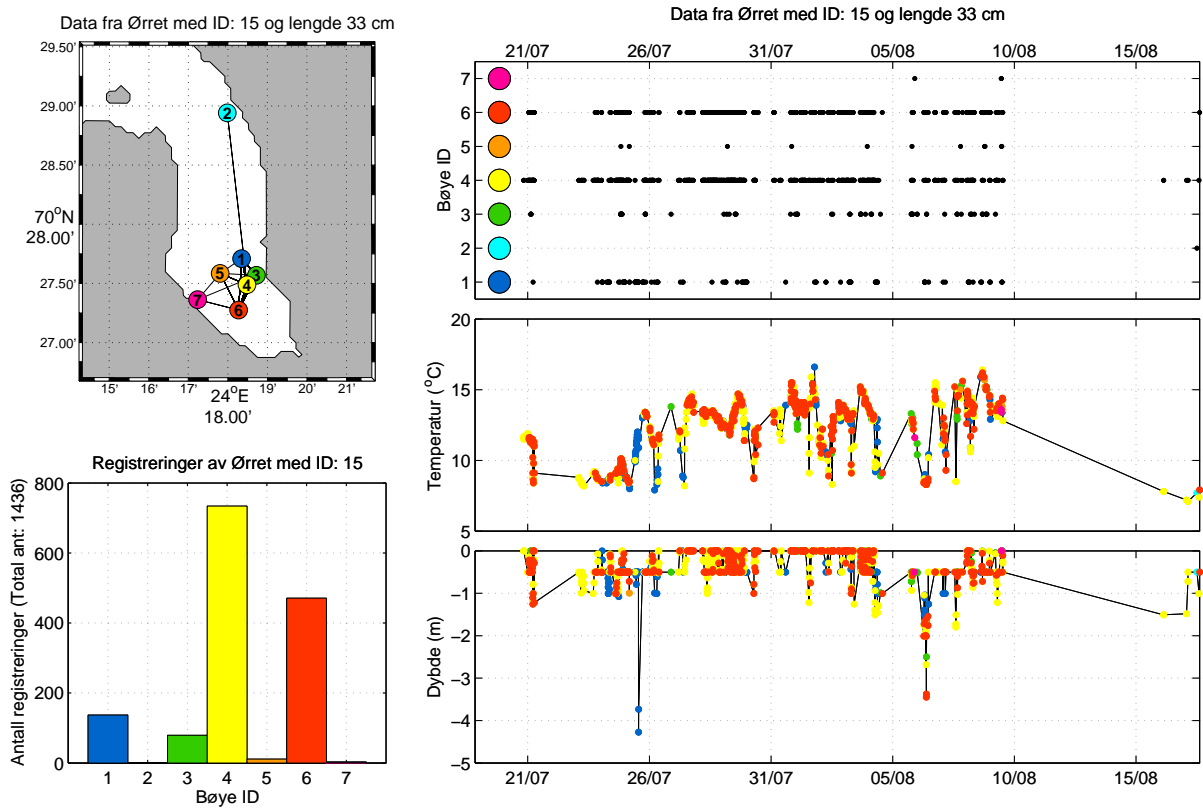 Data fra Ørret med ID: 15 og lengde 33 cm
29.50'
29.00'
28.50'
70°N
28.00'
27.50'
27.00'
2
1
5
3
4
7
6
15' 16' 17' 18' 19' 20' 21'
24°E
18.00'
Registreringer av Ørret med ID: 15
Antall registreringer (Total ant: 1436)
800
600
400
200
0
1 2 3 4 5 6 7
Bøye ID
Data fra Ørret med ID: 15 og lengde 33 cm
21/07 26/07 31/07 05/08 10/08 15/08
Bøye ID
7
6
5
4
3
2
1
Temperatur (°C)
20
15
10
5
Dybde (m)
0
−1
−2
−3
−4
−5
21/07 26/07 31/07 05/08 10/08 15/08